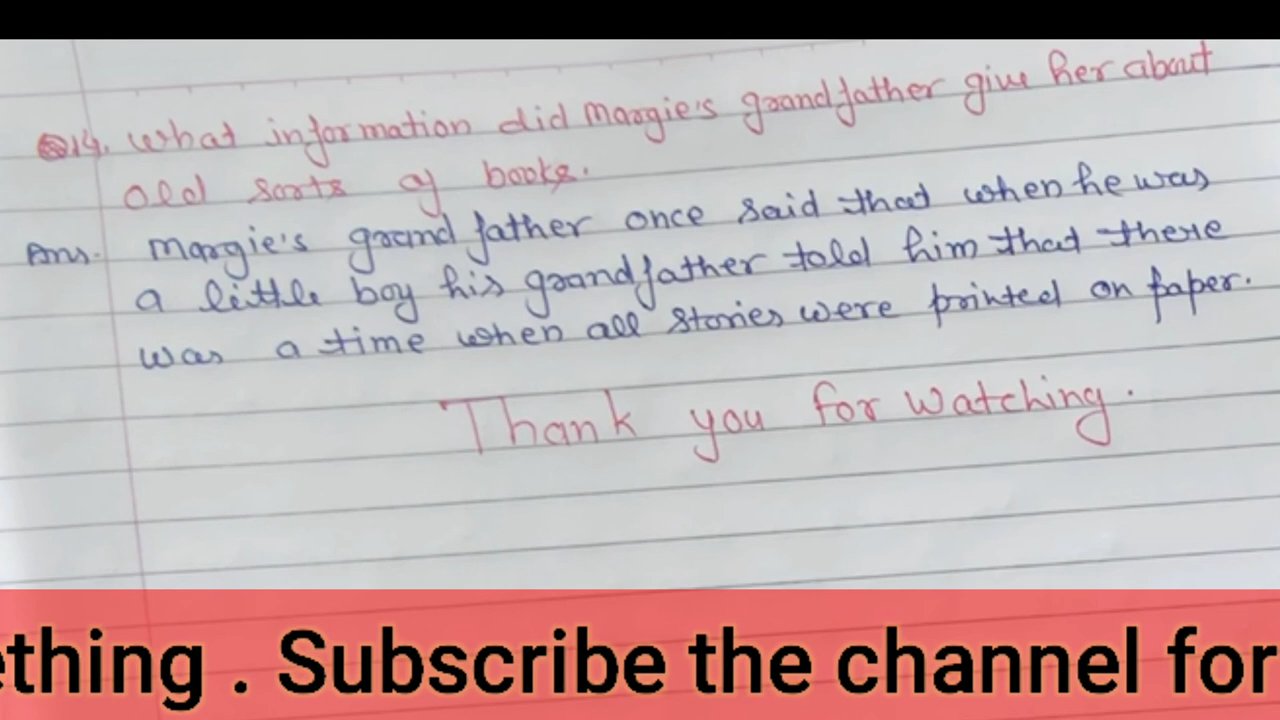 Q14. What information did Margie's grandfather give her about
old sorts of books.
Ans. Margie's grandfather once said that when he was
a little boy his grandfather told him that there
was a time when all stories were printed on paper.
Thank you for watching.
ething . Subscribe the channel for